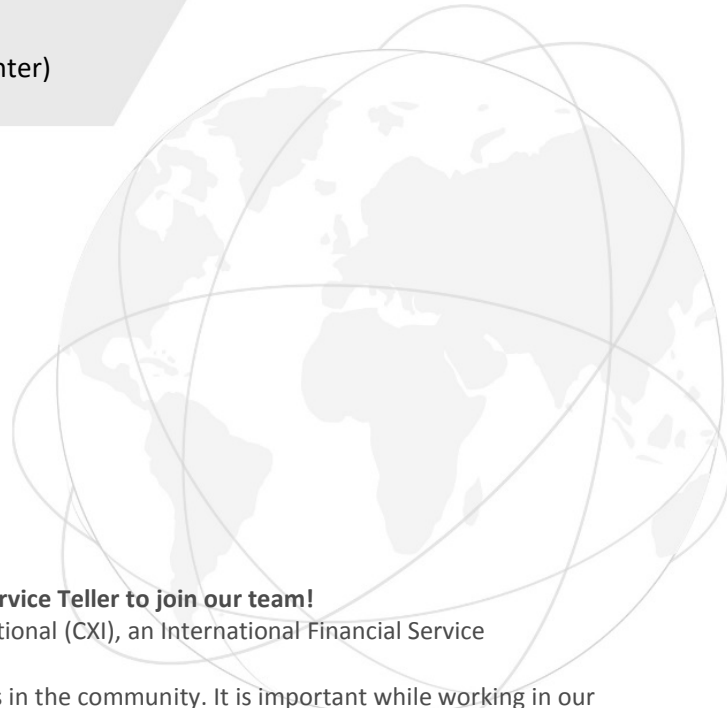 nter)
rvice Teller to join our team!
tional (CXI), an International Financial Service
s in the community. It is important while working in our